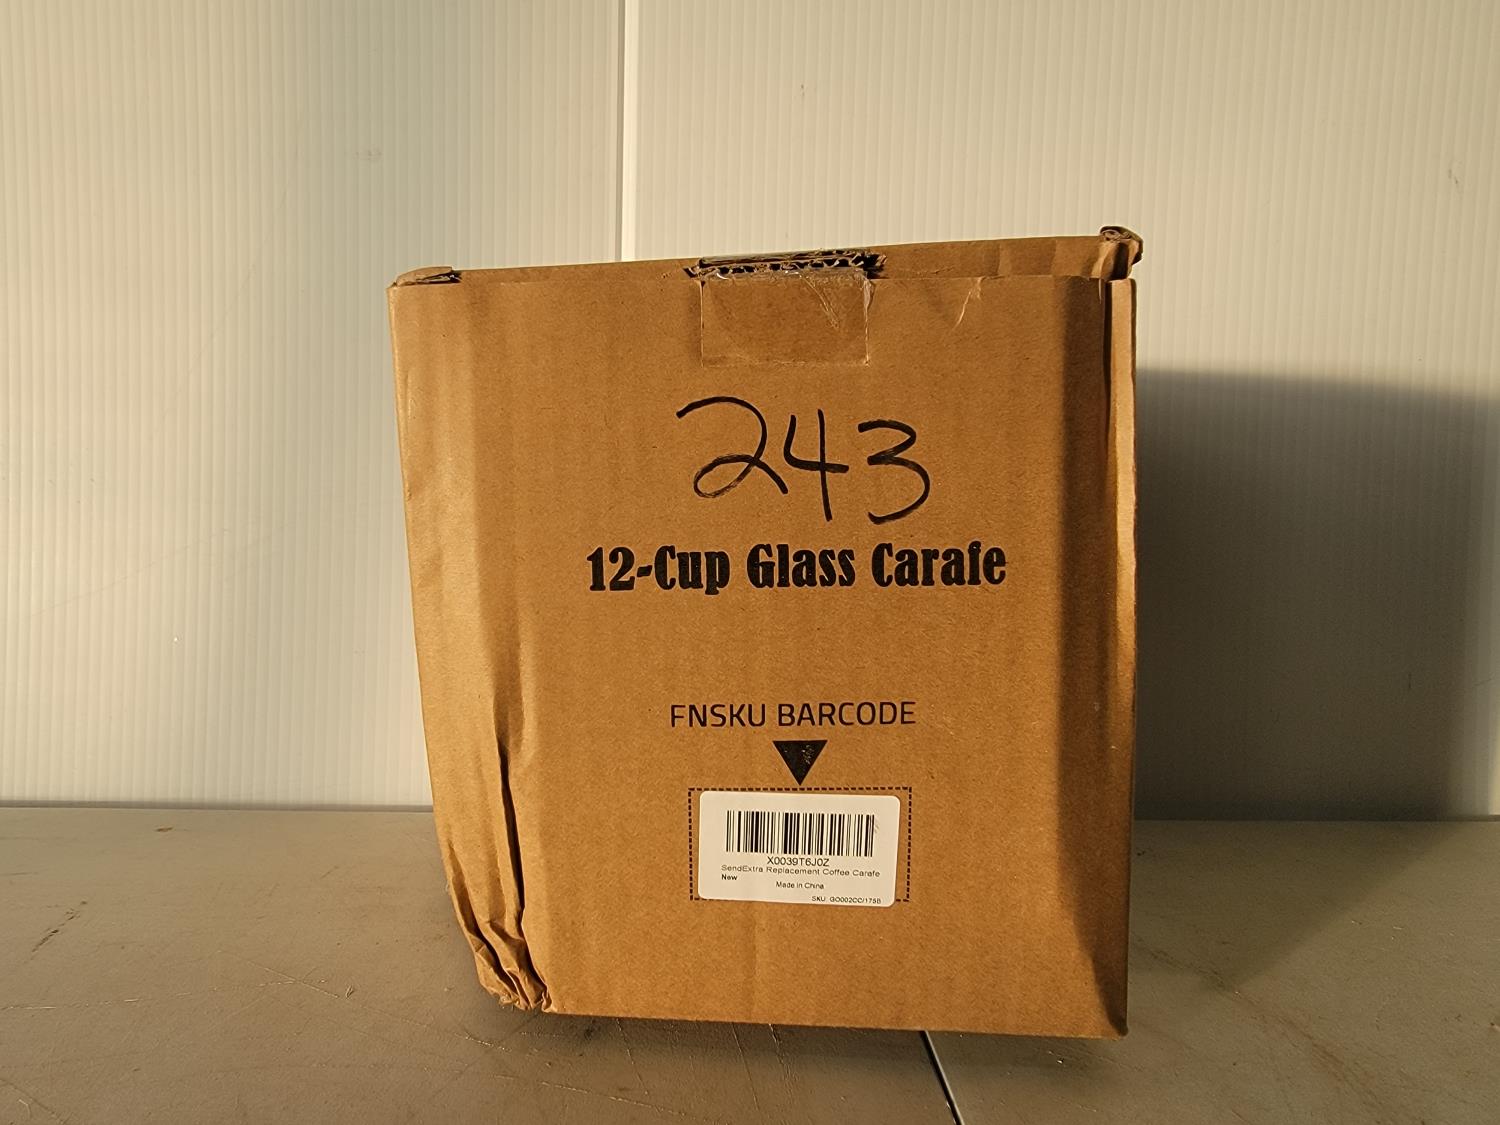 243
12-Cup Glass Carafe
FNSKU BARCODE
X0039T6J0Z
SendExtra Replacement Coffee Carafe
New
Made in China
SKU: GO002CC/175B